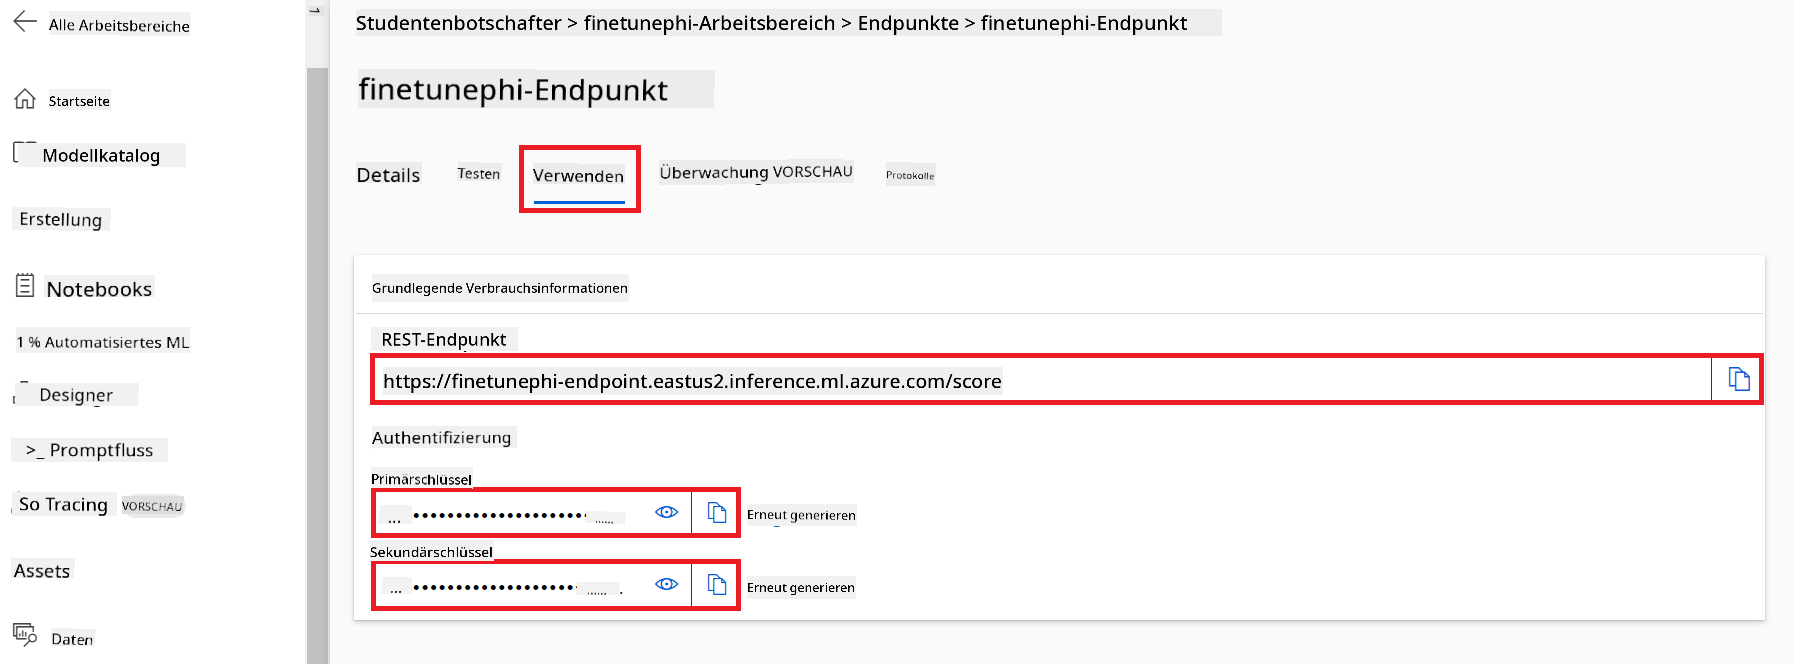 Alle Arbeitsbereiche
Startseite
Modellkatalog
Erstellung
Notebooks
1 % Automatisiertes ML
Designer
>_ Promptfluss
So Tracing VORSCHAU
Assets
Daten
Studentenbotschafter > finetunephi-Arbeitsbereich > Endpunkte > finetunephi-Endpunkt
finetunephi-Endpunkt
Details Testen Verwenden Überwachung VORSCHAU Protokolle
Grundlegende Verbrauchsinformationen
REST-Endpunkt
https://finetunephi-endpoint.eastus2.inference.ml.azure.com/score
Authentifizierung
Primärschlüssel
Erneut generieren
Sekundärschlüssel
Erneut generieren